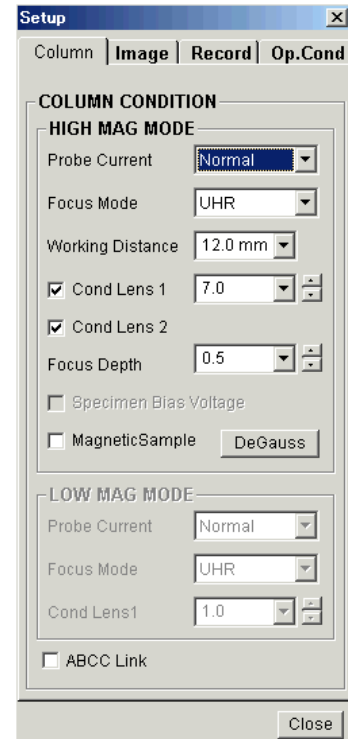 Setup
Column Image Record Op.Cond
COLUMN CONDITION
HIGH MAG MODE
Probe Current Normal
Focus Mode UHR
Working Distance 12.0 mm
Cond Lens 1 7.0
Cond Lens 2
Focus Depth 0.5
Specimen Bias Voltage
MagneticSample DeGauss
LOW MAG MODE
Probe Current Normal
Focus Mode UHR
Cond Lens1 1.0
ABCC Link
Close